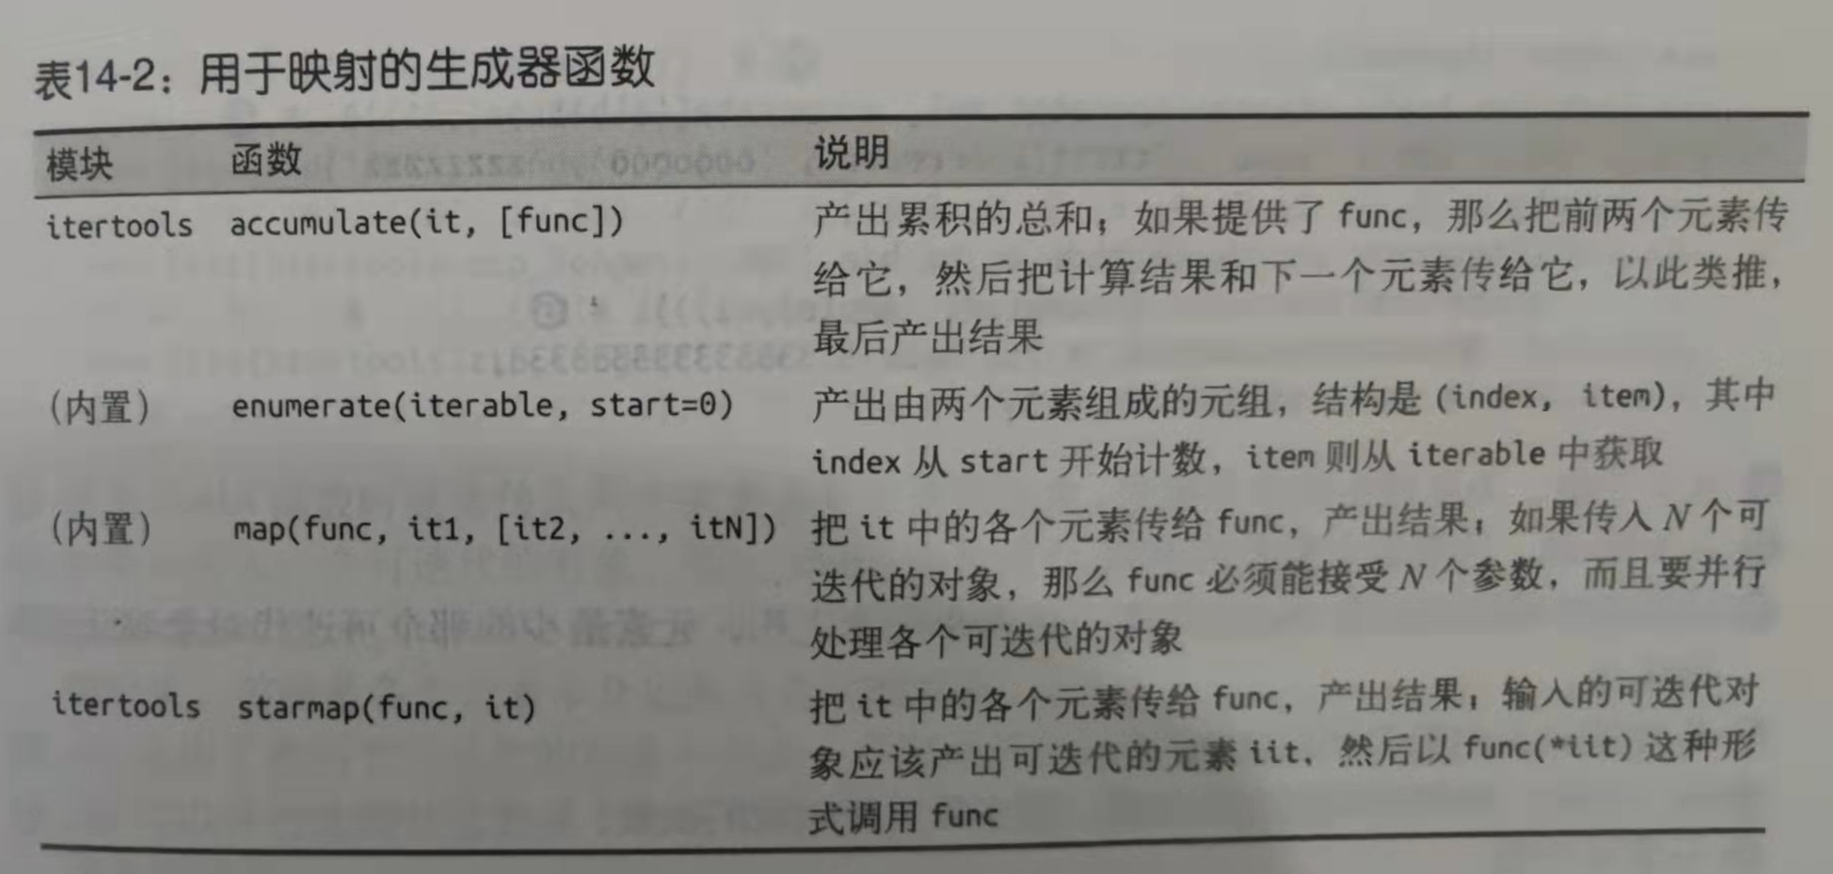 表14-2：用于映射的生成器函数
模块 函数 说明
itertools accumulate(it, [func]) 产出累积的总和；如果提供了 func，那么把前两个元素传
给它，然后把计算结果和下一个元素传给它，以此类推，
最后产出结果
（内置） enumerate(iterable, start=0) 产出由两个元素组成的元组，结构是 (index, item)，其中
index 从 start 开始计数，item 则从 iterable 中获取
（内置） map(func, it1, [it2, ..., itN]) 把 it 中的各个元素传给 func，产出结果；如果传入 N 个可
迭代的对象，那么 func 必须能接受 N 个参数，而且要并行
处理各个可迭代的对象
itertools starmap(func, it) 把 it 中的各个元素传给 func，产出结果；输入的可迭代对
象应该产出可迭代的元素 iit，然后以 func(*iit) 这种形
式调用 func